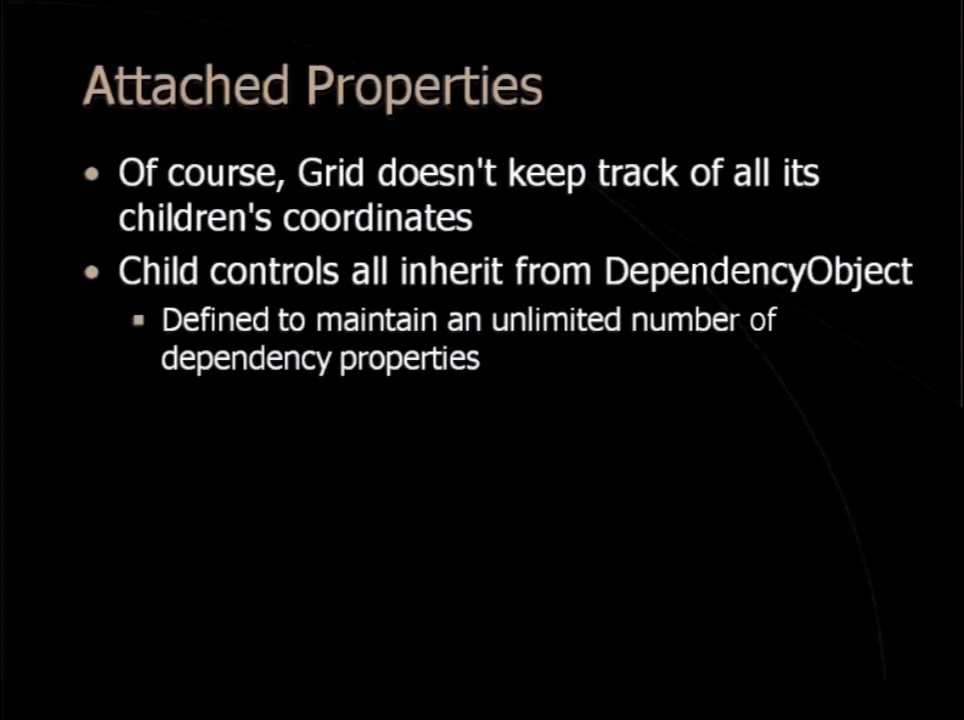 Attached Properties
• Of course, Grid doesn't keep track of all its
children's coordinates
• Child controls all inherit from DependencyObject
▪ Defined to maintain an unlimited number of
dependency properties